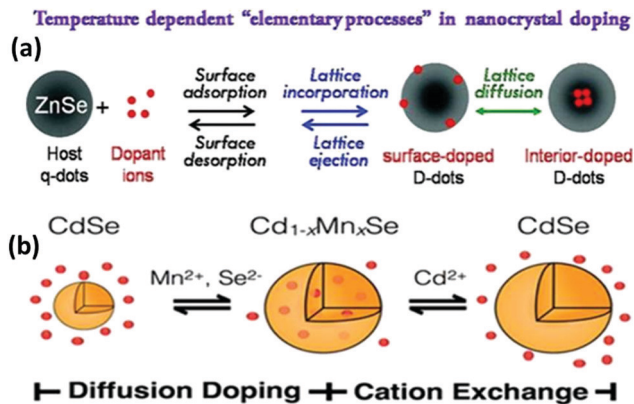 Temperature dependent “elementary processes” in nanocrystal doping
(a)
ZnSe
+
Host
q-dots
Dopant
ions
Surface
adsorption
Surface
desorption
Lattice
incorporation
Lattice
ejection
surface-doped
D-dots
Lattice
diffusion
Interior-doped
D-dots
(b)
CdSe
Cd₁₋ₓMnₓSe
CdSe
Mn²⁺, Se²⁻
Cd²⁺
Diffusion Doping
Cation Exchange